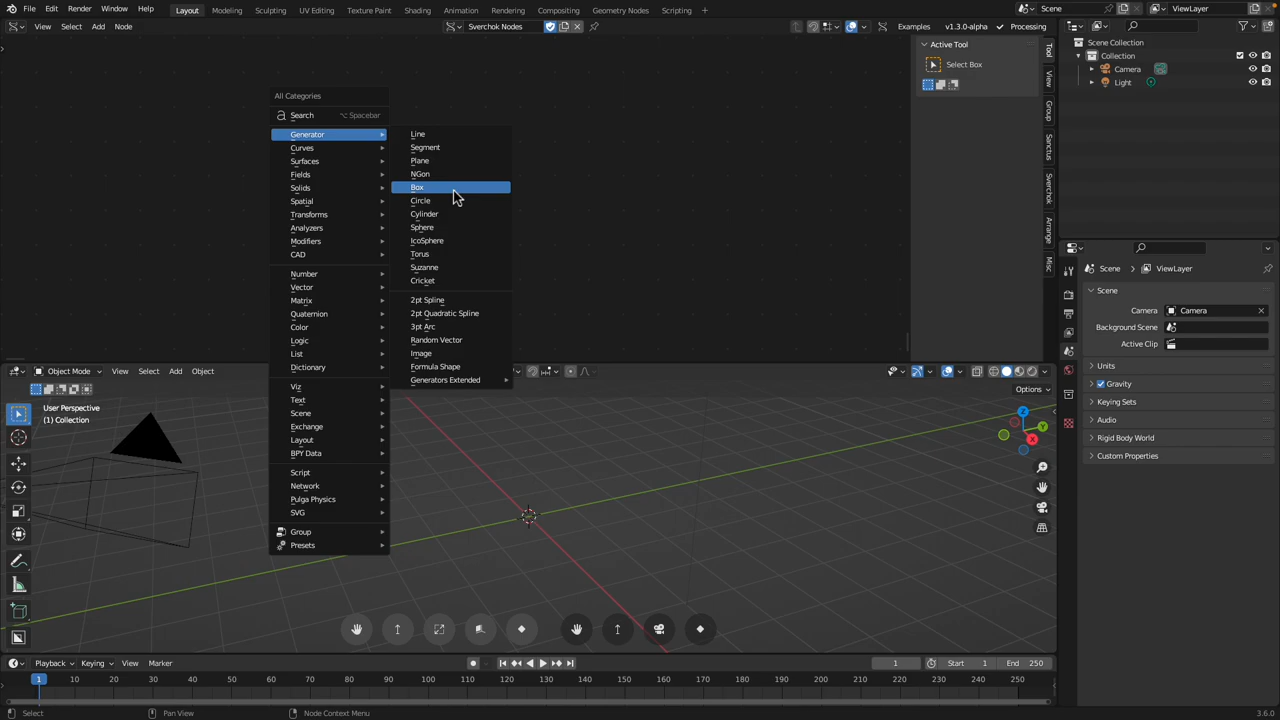 File Edit Render Window Help Layout Modeling Sculpting UV Editing Texture Paint Shading Animation Rendering Compositing Geometry Nodes Scripting + Scene ViewLayer
View Select Add Node Sverchok Nodes Examples v1.3.0-alpha Processing
Active Tool
Select Box
Tool
View
Group
Sanctus
Sverchok
Arrange
Misc
Scene Collection
Collection
Camera
Light
All Categories
Search ⌥ Spacebar
Generator
Curves
Surfaces
Fields
Solids
Spatial
Transforms
Analyzers
Modifiers
CAD
Number
Vector
Matrix
Quaternion
Color
Logic
List
Dictionary
Viz
Text
Scene
Exchange
Layout
BPY Data
Script
Network
Pulga Physics
SVG
Group
Presets
Line
Segment
Plane
NGon
Box
Circle
Cylinder
Sphere
IcoSphere
Torus
Suzanne
Cricket
2pt Spline
2pt Quadratic Spline
3pt Arc
Random Vector
Image
Formula Shape
Generators Extended
Scene ViewLayer
Scene
Camera Camera
Background Scene
Active Clip
Units
Gravity
Keying Sets
Audio
Rigid Body World
Custom Properties
Object Mode View Select Add Object
Options
User Perspective
(1) Collection
Z
Y
X
Playback Keying View Marker 1 Start 1 End 250
1 10 20 30 40 50 60 70 80 90 100 110 120 130 140 150 160 170 180 190 200 210 220 230 240 250
Select Pan View Node Context Menu 3.6.0